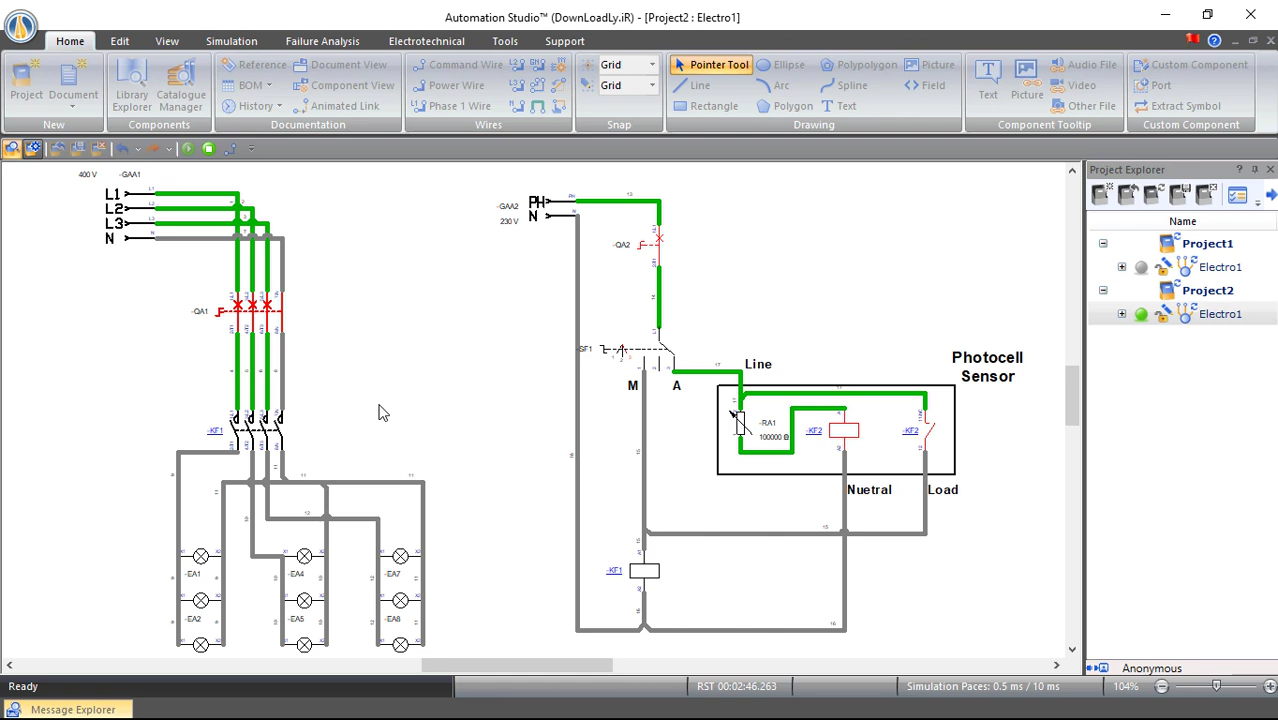 Automation Studio™ (DownLoadLy.iR) - [Project2 : Electro1]
Home Edit View Simulation Failure Analysis Electrotechnical Tools Support
Reference Document View Command Wire Grid Pointer Tool Ellipse Polypolygon Picture Audio File Custom Component
BOM Component View Power Wire Grid Line Arc Spline Field Video Port
Project Document Library Explorer Catalogue Manager History Animated Link Phase 1 Wire Rectangle Polygon Text Text Picture Other File Extract Symbol
New Components Documentation Wires Snap Drawing Component Tooltip Custom Component
Project Explorer
Name
Project1
Electro1
Project2
Electro1
400 V -GAA1
L1
L2
L3
N
-QA1
-KF1
-EA1 -EA4 -EA7
-EA2 -EA5 -EA8
-GAA2 PH
N
230 V
-QA2
-SF1
M A
Line
Photocell
Sensor
-RA1
100000 Ω
-KF2 -KF2
Nuetral Load
-KF1
Anonymous
Ready RST 00:02:46.263 Simulation Paces: 0.5 ms / 10 ms 104%
Message Explorer